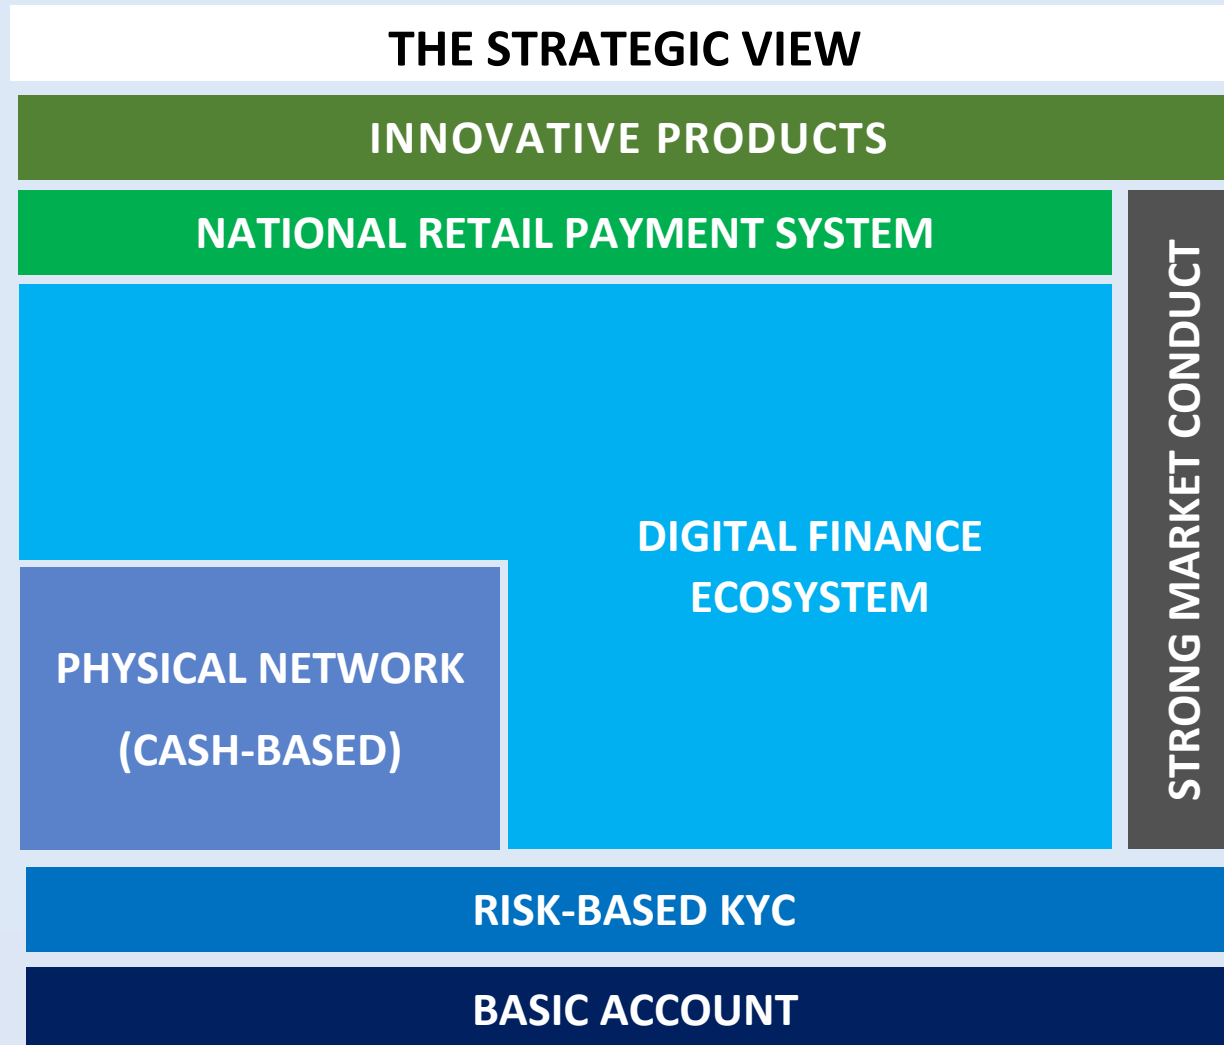 THE STRATEGIC VIEW
INNOVATIVE PRODUCTS
NATIONAL RETAIL PAYMENT SYSTEM
STRONG MARKET CONDUCT
DIGITAL FINANCE
ECOSYSTEM
PHYSICAL NETWORK
(CASH-BASED)
RISK-BASED KYC
BASIC ACCOUNT